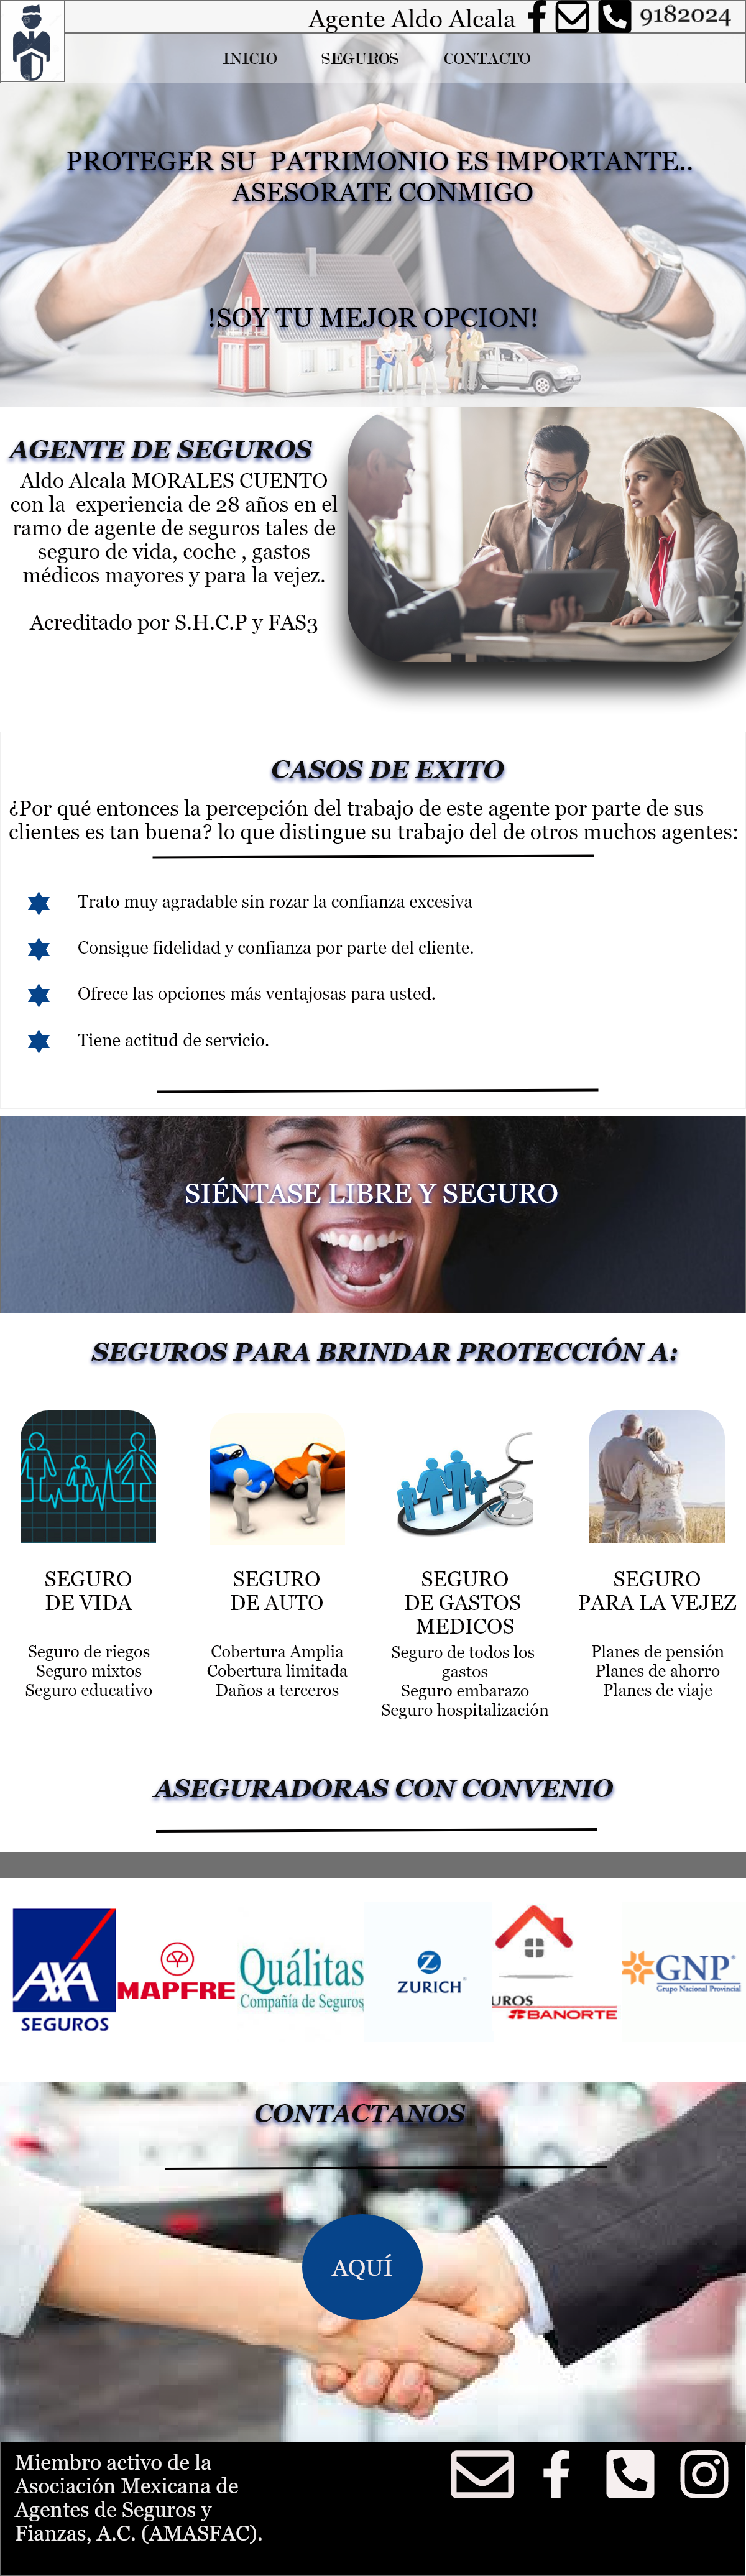 Agente Aldo Alcala 9182024
INICIO SEGUROS CONTACTO
PROTEGER SU PATRIMONIO ES IMPORTANTE..
ASESORATE CONMIGO
!SOY TU MEJOR OPCION!
AGENTE DE SEGUROS
Aldo Alcala MORALES CUENTO
con la experiencia de 28 años en el
ramo de agente de seguros tales de
seguro de vida, coche , gastos
médicos mayores y para la vejez.
Acreditado por S.H.C.P y FAS3
CASOS DE EXITO
¿Por qué entonces la percepción del trabajo de este agente por parte de sus
clientes es tan buena? lo que distingue su trabajo del de otros muchos agentes:
Trato muy agradable sin rozar la confianza excesiva
Consigue fidelidad y confianza por parte del cliente.
Ofrece las opciones más ventajosas para usted.
Tiene actitud de servicio.
SIÉNTASE LIBRE Y SEGURO
SEGUROS PARA BRINDAR PROTECCIÓN A:
SEGURO
DE VIDA
Seguro de riegos
Seguro mixtos
Seguro educativo
SEGURO
DE AUTO
Cobertura Amplia
Cobertura limitada
Daños a terceros
SEGURO
DE GASTOS
MEDICOS
Seguro de todos los
gastos
Seguro embarazo
Seguro hospitalización
SEGURO
PARA LA VEJEZ
Planes de pensión
Planes de ahorro
Planes de viaje
ASEGURADORAS CON CONVENIO
AXA
SEGUROS
MAPFRE
Quálitas
Compañía de Seguros
ZURICH
UROS
BANORTE
GNP
Grupo Nacional Provincial
CONTACTANOS
AQUÍ
Miembro activo de la
Asociación Mexicana de
Agentes de Seguros y
Fianzas, A.C. (AMASFAC).